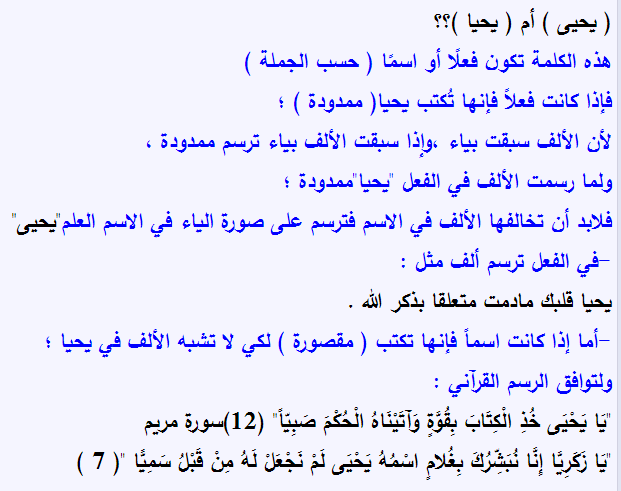 ( يحيى ) أم ( يحيا )؟؟
هذه الكلمة تكون فعلًا أو اسمًا ( حسب الجملة )
فإذا كانت فعلاً فإنها تُكتب يحيا( ممدودة ) ؛
لأن الألف سبقت بياء ،وإذا سبقت الألف بياء ترسم ممدودة ،
ولما رسمت الألف في الفعل "يحيا"ممدودة ؛
فلابد أن تخالفها الألف في الاسم فترسم على صورة الياء في الاسم العلم"يحيى"
-في الفعل ترسم ألف مثل :
يحيا قلبك مادمت متعلقا بذكر الله .
-أما إذا كانت اسماً فإنها تكتب ( مقصورة ) لكي لا تشبه الألف في يحيا ؛
ولتوافق الرسم القرآني :
"يَا يَحْيَى خُذِ الْكِتَابَ بِقُوَّةٍ وَآتَيْنَاهُ الْحُكْمَ صَبِيّاً" (12)سورة مريم
"يَا زَكَرِيَّا إِنَّا نُبَشِّرُكَ بِغُلَامٍ اسْمُهُ يَحْيَى لَمْ نَجْعَلْ لَهُ مِنْ قَبْلُ سَمِيًّا "( 7 )